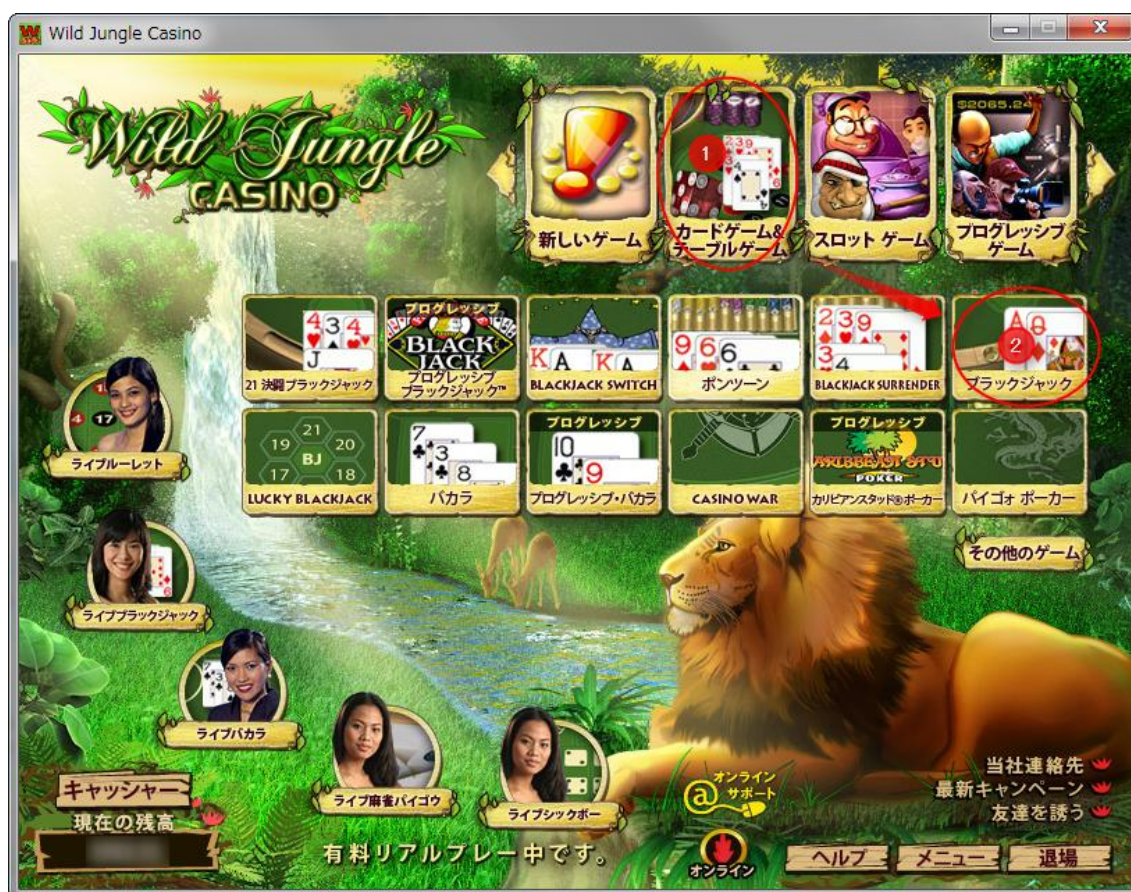 Wild Jungle Casino
Wild Jungle
CASINO
$2065.24
1
新しいゲーム
カードゲーム&
テーブルゲーム
スロット ゲーム
プログレッシブ
ゲーム
2
21 決闘ブラックジャック
プログレッシブ
BLACK
JACK
プログレッシブ
ブラックジャック™
BLACKJACK SWITCH
ポンツーン
BLACKJACK SURRENDER
ブラックジャック
21
19
20
BJ
17
18
LUCKY BLACKJACK
バカラ
プログレッシブ
プログレッシブ・バカラ
CASINO WAR
プログレッシブ
POKER
カリビアンスタッド®ポーカー
パイゴォ ポーカー
ライブルーレット
その他のゲーム
ライブブラックジャック
ライブバカラ
ライブ麻雀パイゴウ
ライブシックボー
キャッシャー
現在の残高
有料リアルプレー中です。
@
オンライン
サポート
オンライン
当社連絡先
最新キャンペーン
友達を誘う
ヘルプ
メニュー
退場